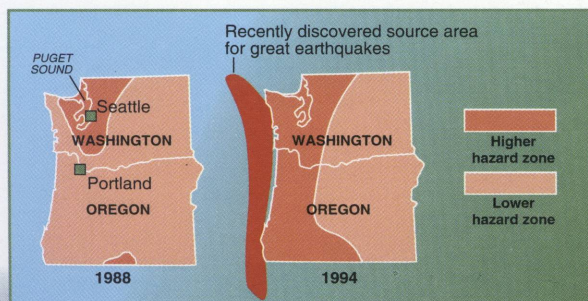 Recently discovered source area
for great earthquakes
PUGET
SOUND
Seattle
WASHINGTON
Portland
OREGON
1988
WASHINGTON
OREGON
1994
Higher
hazard zone
Lower
hazard zone